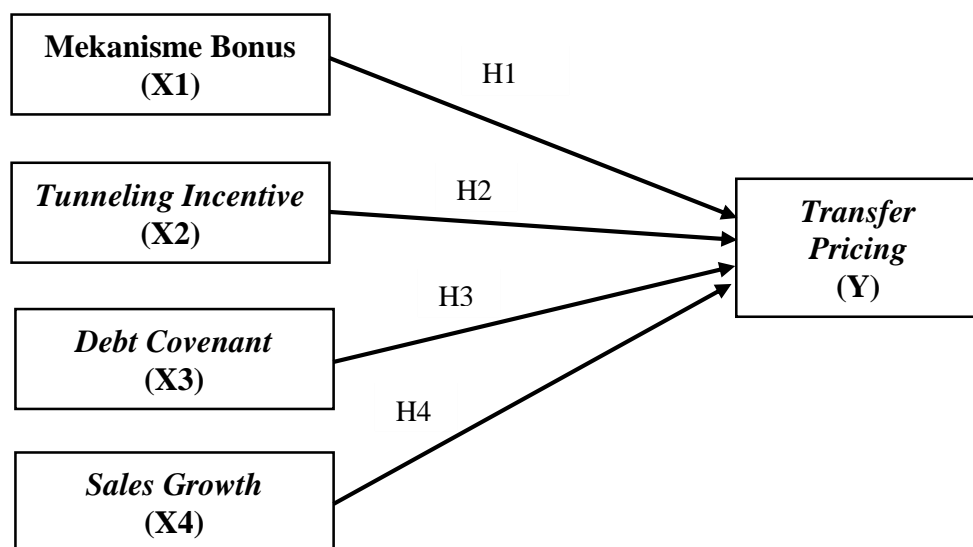 Mekanisme Bonus
(X1)
H1
Tunneling Incentive
(X2)
H2
Transfer
Pricing
(Y)
H3
Debt Covenant
(X3)
H4
Sales Growth
(X4)